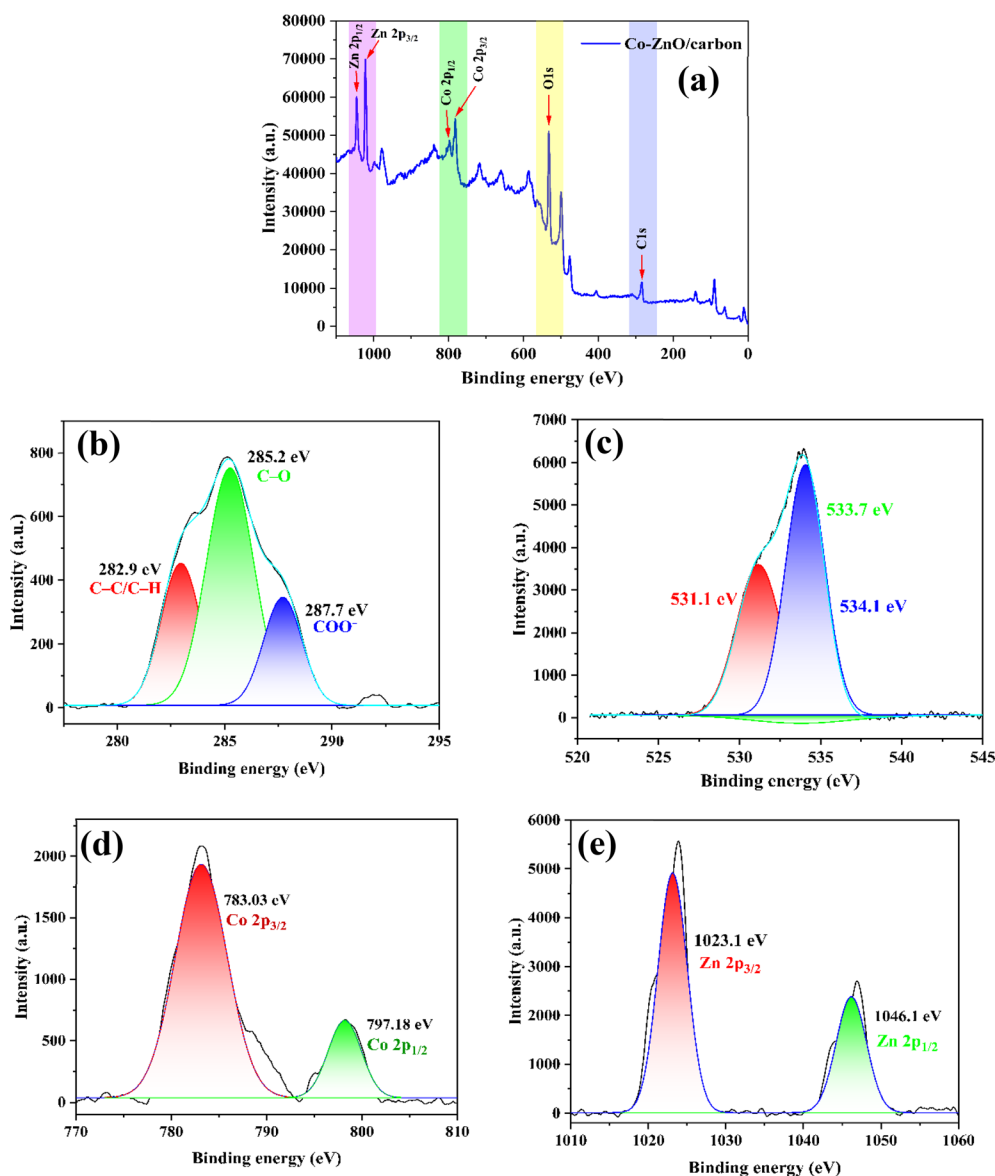 (a)
Co-ZnO/carbon
Zn 2p1/2
Zn 2p3/2
Co 2p1/2
Co 2p3/2
O1s
C1s
80000
70000
60000
50000
40000
30000
20000
10000
0
Intensity (a.u.)
1000 800 600 400 200 0
Binding energy (eV)
(b)
285.2 eV
C–O
282.9 eV
C–C/C–H
287.7 eV
COO⁻
800
600
400
200
0
Intensity (a.u.)
280 285 290 295
Binding energy (eV)
(c)
533.7 eV
531.1 eV
534.1 eV
7000
6000
5000
4000
3000
2000
1000
0
Intensity (a.u.)
520 525 530 535 540 545
Binding energy (eV)
(d)
783.03 eV
Co 2p3/2
797.18 eV
Co 2p1/2
2000
1500
1000
500
0
Intensity (a.u.)
770 780 790 800 810
Binding energy (eV)
(e)
1023.1 eV
Zn 2p3/2
1046.1 eV
Zn 2p1/2
6000
5000
4000
3000
2000
1000
0
Intensity (a.u.)
1010 1020 1030 1040 1050 1060
Binding energy (eV)